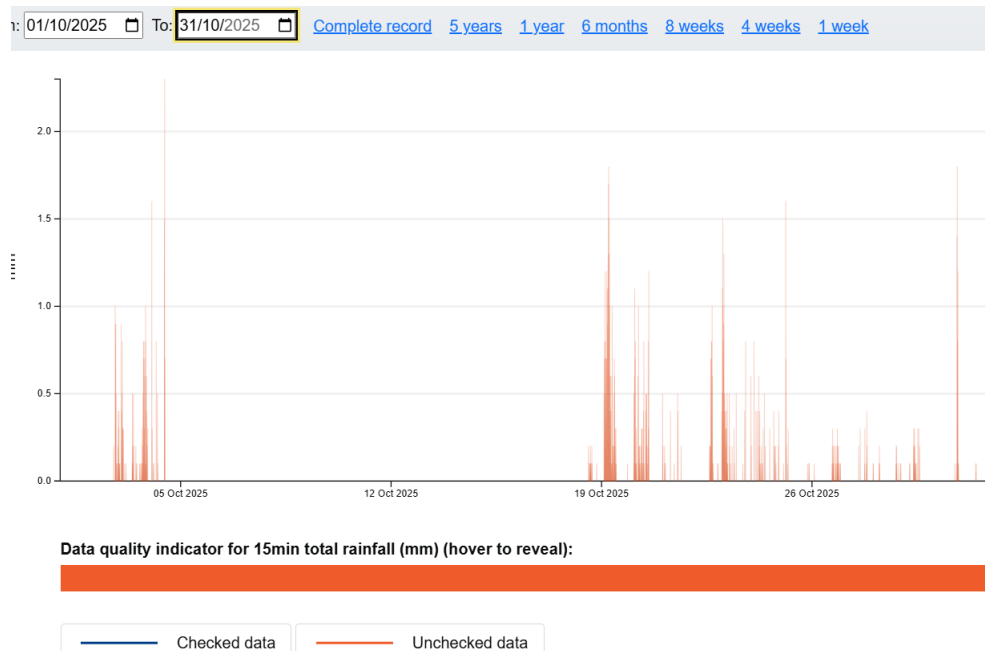 : 01/10/2025 To: 31/10/2025 Complete record 5 years 1 year 6 months 8 weeks 4 weeks 1 week
2.0
1.5
1.0
0.5
0.0
05 Oct 2025 12 Oct 2025 19 Oct 2025 26 Oct 2025
Data quality indicator for 15min total rainfall (mm) (hover to reveal):
Checked data Unchecked data